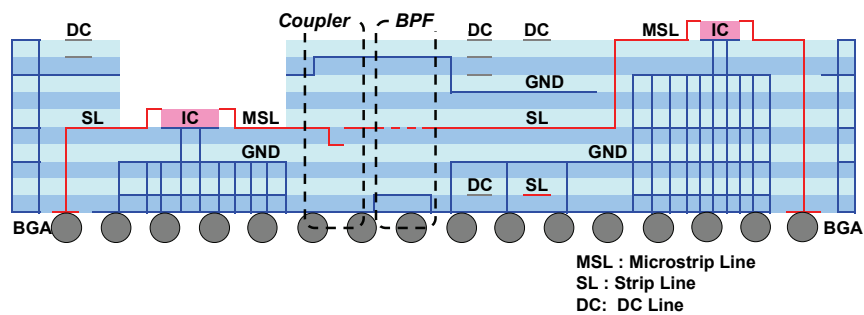 Coupler BPF
DC DC DC MSL IC
GND
SL IC MSL SL
GND GND
DC SL
BGA BGA
MSL : Microstrip Line
SL : Strip Line
DC: DC Line